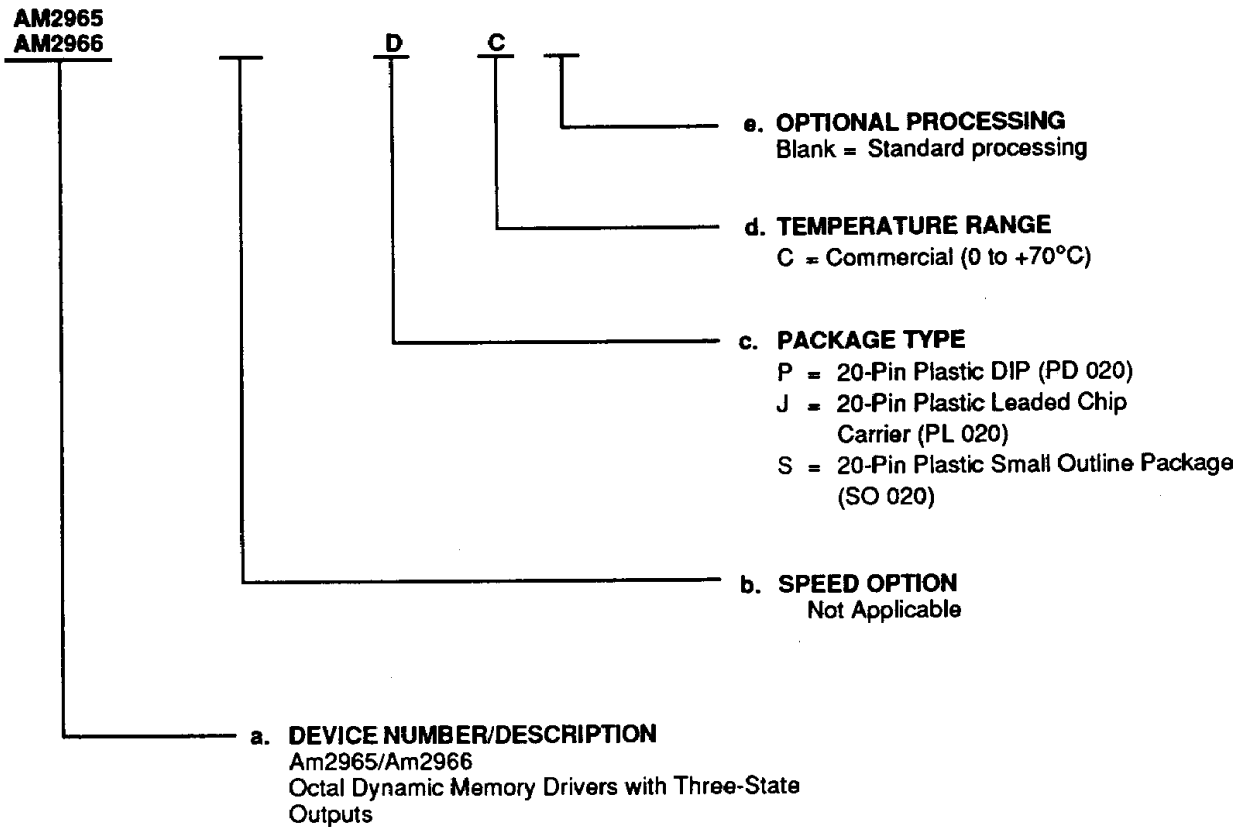 AM2965
AM2966
D C
e. OPTIONAL PROCESSING
Blank = Standard processing
d. TEMPERATURE RANGE
C = Commercial (0 to +70°C)
c. PACKAGE TYPE
P = 20-Pin Plastic DIP (PD 020)
J = 20-Pin Plastic Leaded Chip
Carrier (PL 020)
S = 20-Pin Plastic Small Outline Package
(SO 020)
b. SPEED OPTION
Not Applicable
a. DEVICE NUMBER/DESCRIPTION
Am2965/Am2966
Octal Dynamic Memory Drivers with Three-State
Outputs